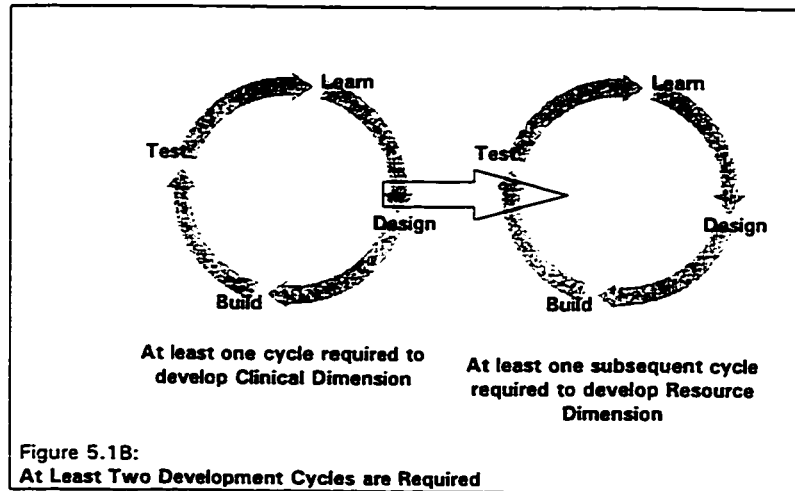 Learn
Test
Design
Build
At least one cycle required to
develop Clinical Dimension
Learn
Test
Design
Build
At least one subsequent cycle
required to develop Resource
Dimension
Figure 5.1B:
At Least Two Development Cycles are Required